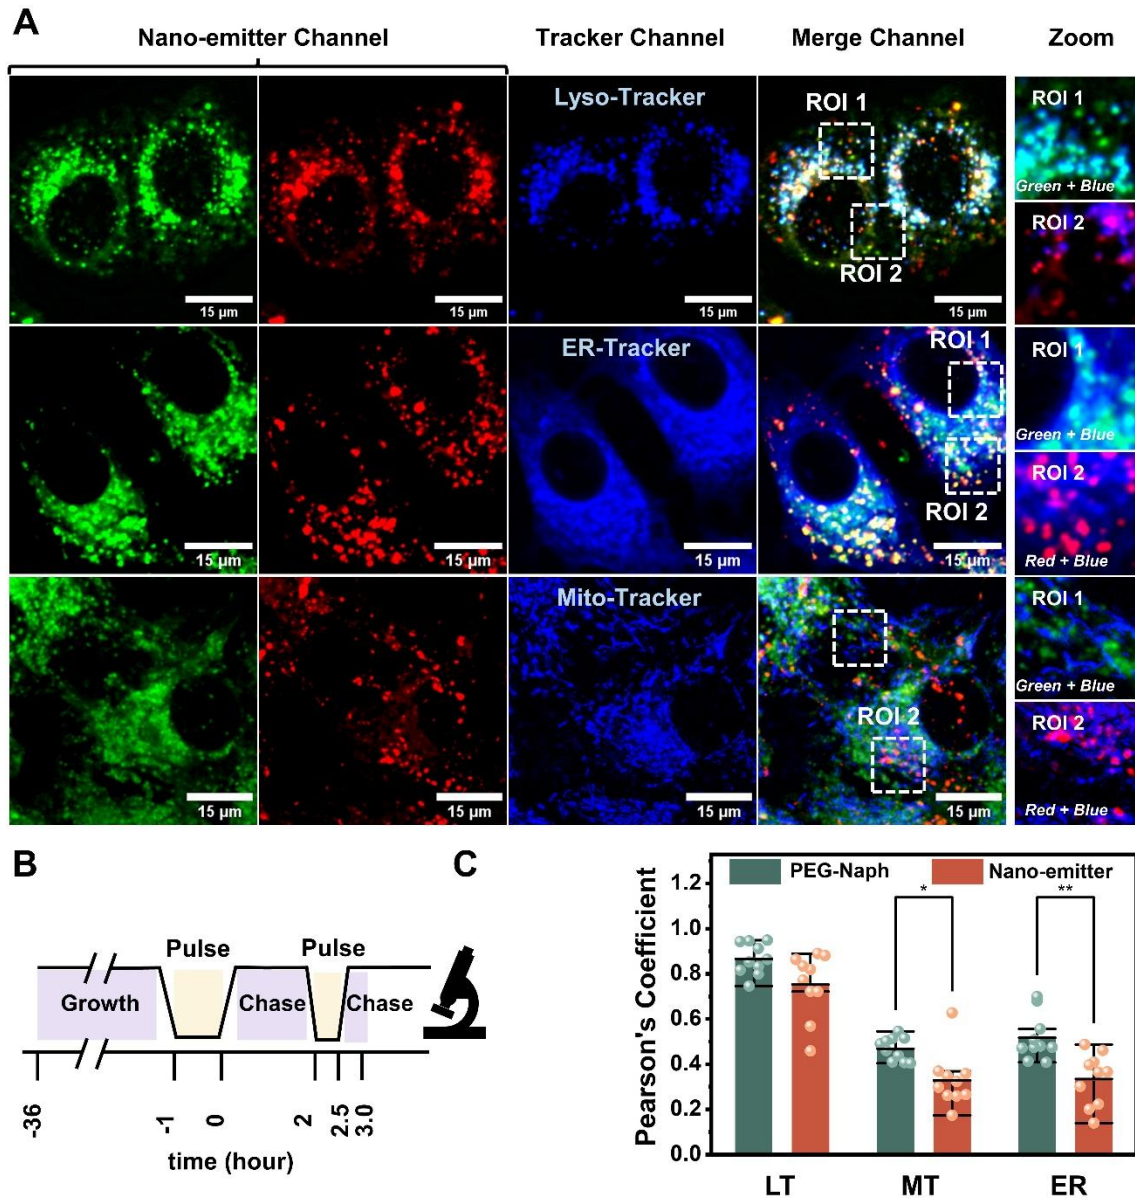 A
Nano-emitter Channel
Tracker Channel
Merge Channel
Zoom
Lyso-Tracker
ROI 1
ROI 2
15 µm
15 µm
15 µm
15 µm
ROI 1
Green + Blue
ROI 2
ER-Tracker
ROI 1
ROI 2
15 µm
15 µm
15 µm
15 µm
ROI 1
Green + Blue
ROI 2
Red + Blue
Mito-Tracker
ROI 2
15 µm
15 µm
15 µm
15 µm
ROI 1
Green + Blue
ROI 2
Red + Blue
B
Pulse
Pulse
Growth
Chase
Chase
-36
-1
0
2
2.5
3.0
time (hour)
C
Pearson's Coefficient
1.2
1.0
0.8
0.6
0.4
0.2
0.0
PEG-Naph
Nano-emitter
*
**
LT
MT
ER